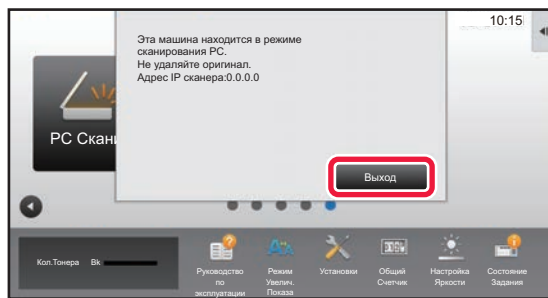 10:15
Эта машина находится в режиме
сканирования PC.
Не удаляйте оригинал.
Адрес IP сканера:0.0.0.0
PC Скани
Выход
Кол.Тонера Bk
Руководство
по
эксплуатации
Режим
Увелич.
Показа
Установки
Общий
Счетчик
Настройка
Яркости
Состояние
Задания